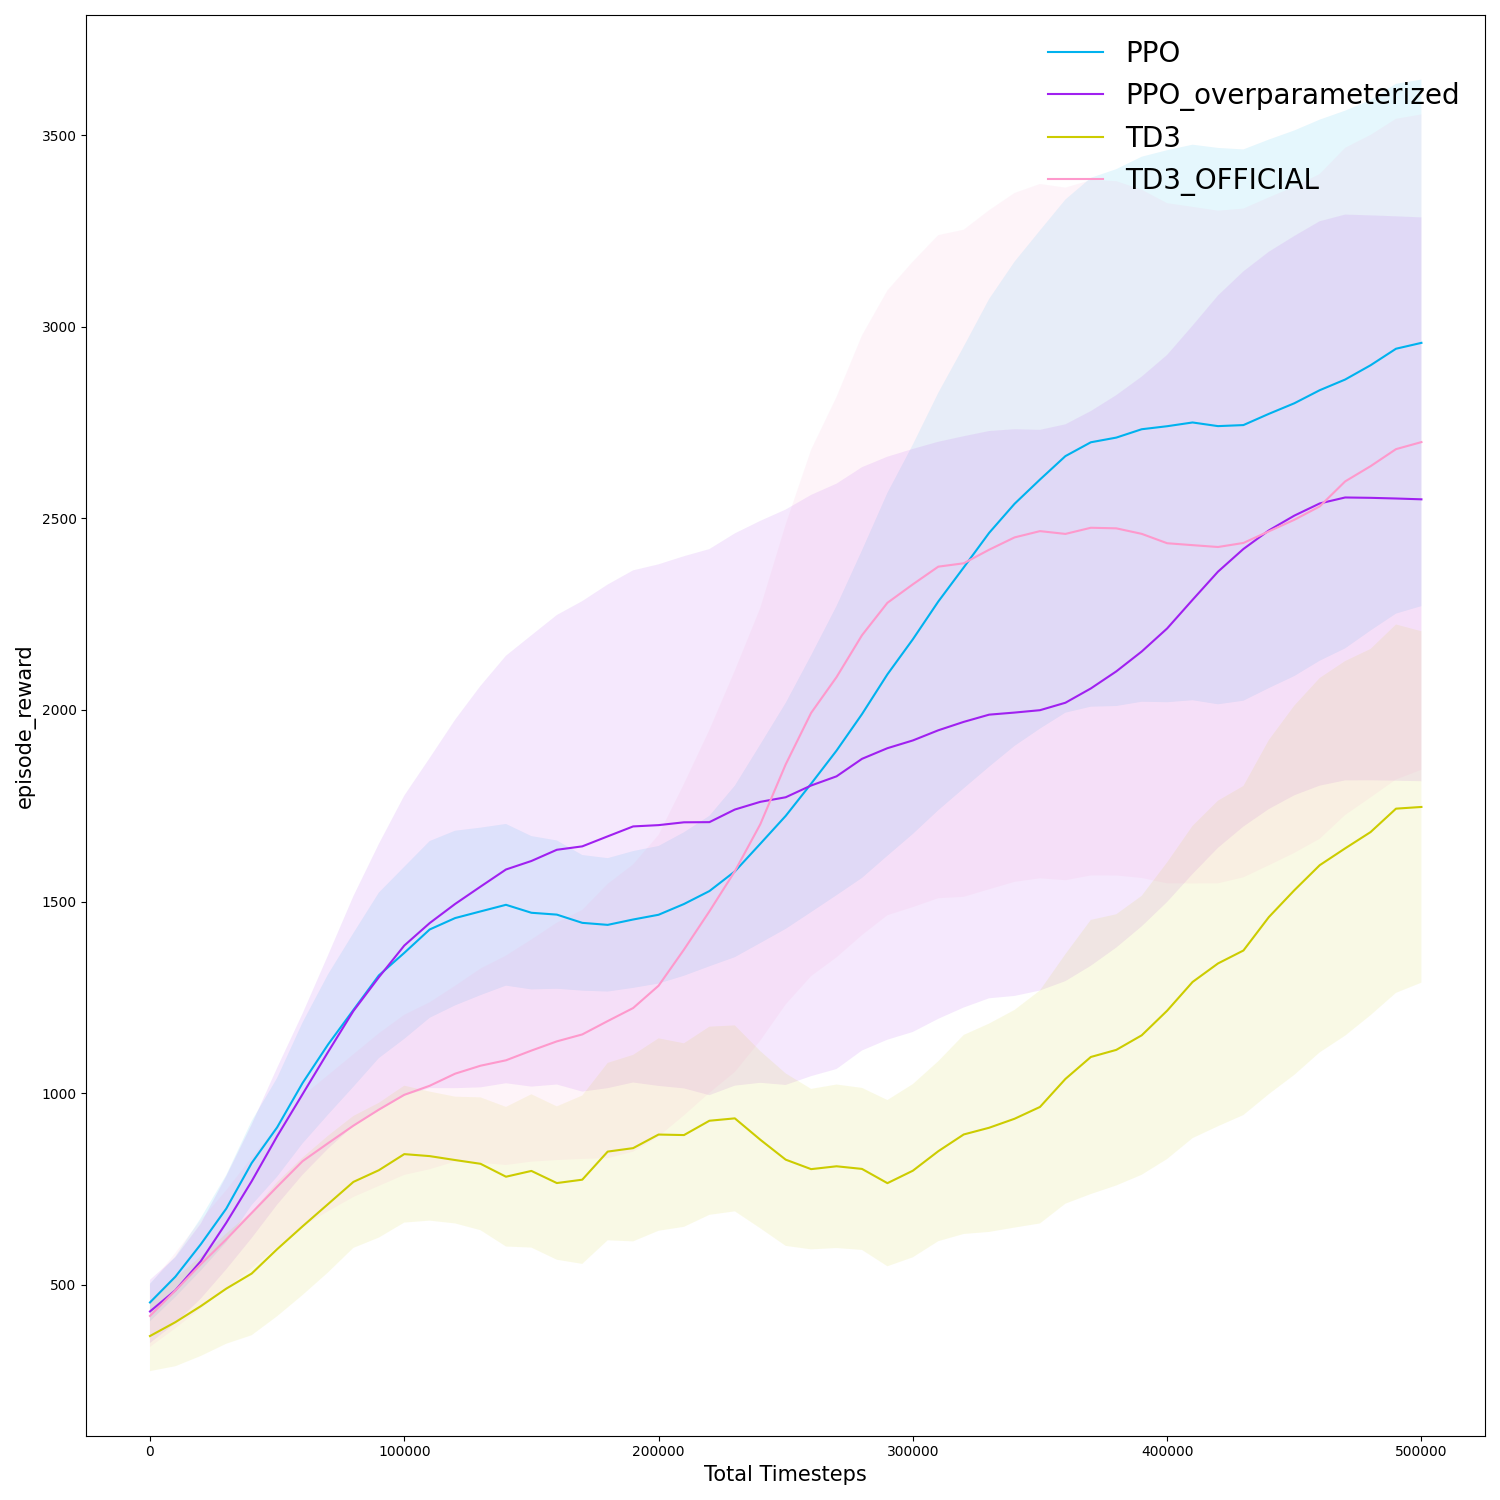 PPO
PPO_overparameterized
TD3
TD3_OFFICIAL
3500
3000
2500
2000
1500
1000
500
episode_reward
0 100000 200000 300000 400000 500000
Total Timesteps